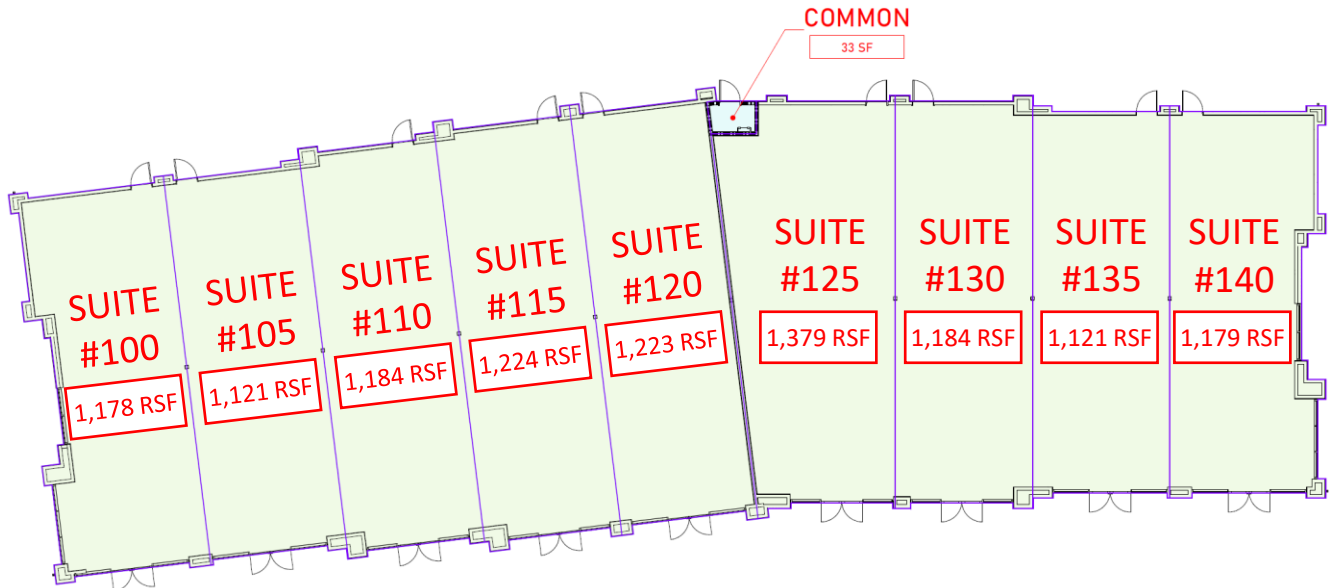 COMMON
33 SF
SUITE
#100
1,178 RSF
SUITE
#105
1,121 RSF
SUITE
#110
1,184 RSF
SUITE
#115
1,224 RSF
SUITE
#120
1,223 RSF
SUITE
#125
1,379 RSF
SUITE
#130
1,184 RSF
SUITE
#135
1,121 RSF
SUITE
#140
1,179 RSF